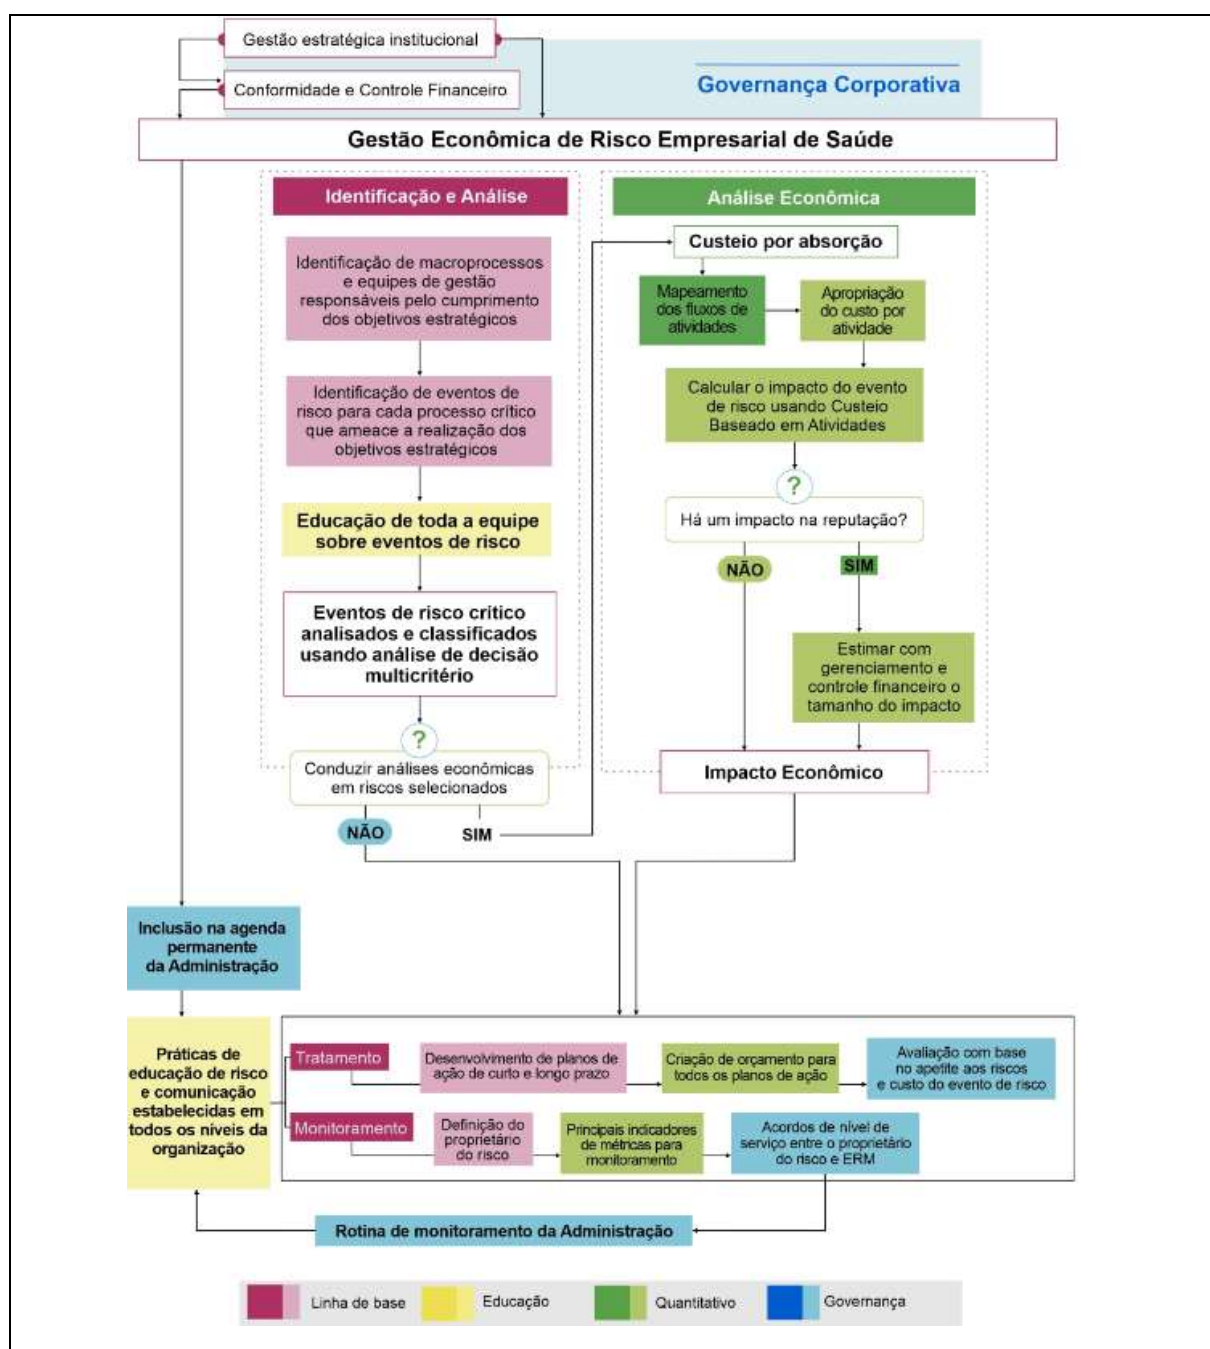 Gestão estratégica institucional
Conformidade e Controle Financeiro
Governança Corporativa
Gestão Econômica de Risco Empresarial de Saúde
Identificação e Análise
Identificação de macroprocessos
e equipes de gestão
responsáveis pelo cumprimento
dos objetivos estratégicos
Identificação de eventos de
risco para cada processo crítico
que ameace a realização dos
objetivos estratégicos
Educação de toda a equipe
sobre eventos de risco
Eventos de risco crítico
analisados e classificados
usando análise de decisão
multicritério
?
Conduzir análises econômicas
em riscos selecionados
NÃO
SIM
Análise Econômica
Custeio por absorção
Mapeamento
dos fluxos de
atividades
Apropriação
do custo por
atividade
Calcular o impacto do evento
de risco usando Custeio
Baseado em Atividades
?
Há um impacto na reputação?
NÃO
SIM
Estimar com
gerenciamento e
controle financeiro o
tamanho do impacto
Impacto Econômico
Inclusão na agenda
permanente
da Administração
Práticas de
educação de risco
e comunicação
estabelecidas em
todos os níveis da
organização
Tratamento
Desenvolvimento de planos de
ação de curto e longo prazo
Criação de orçamento para
todos os planos de ação
Avaliação com base
no apetite aos riscos
e custo do evento de risco
Monitoramento
Definição do
proprietário
do risco
Principais indicadores
de métricas para
monitoramento
Acordos de nível de
serviço entre o proprietário
do risco e ERM
Rotina de monitoramento da Administração
Linha de base
Educação
Quantitativo
Governança